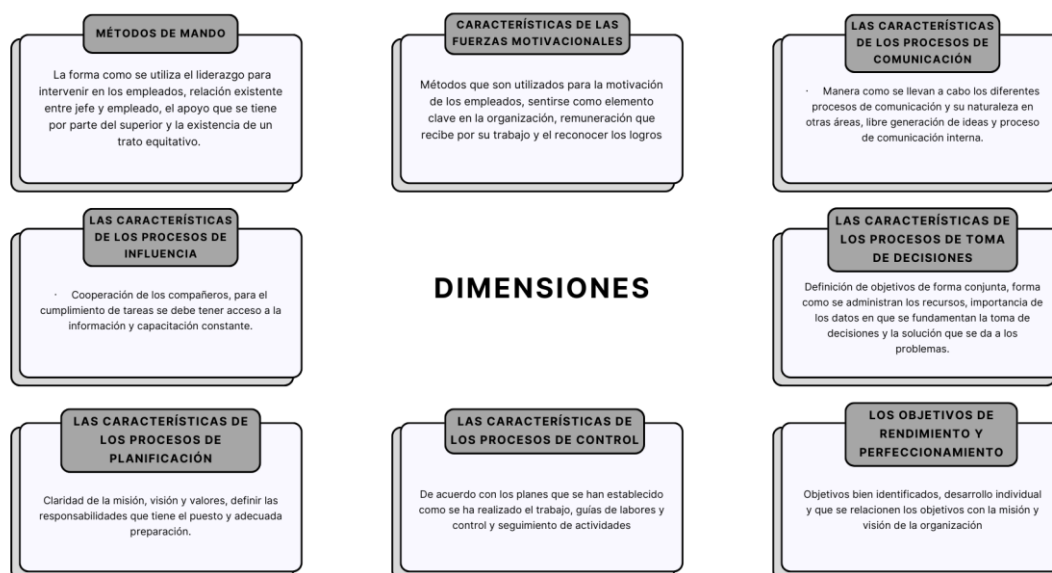 MÉTODOS DE MANDO
La forma como se utiliza el liderazgo para
intervenir en los empleados, relación existente
entre jefe y empleado, el apoyo que se tiene
por parte del superior y la existencia de un
trato equitativo.
CARACTERÍSTICAS DE LAS
FUERZAS MOTIVACIONALES
Métodos que son utilizados para la motivación
de los empleados, sentirse como elemento
clave en la organización, remuneración que
recibe por su trabajo y el reconocer los logros
LAS CARACTERÍSTICAS
DE LOS PROCESOS DE
COMUNICACIÓN
· Manera como se llevan a cabo los diferentes
procesos de comunicación y su naturaleza en
otras áreas, libre generación de ideas y proceso
de comunicación interna.
LAS CARACTERÍSTICAS
DE LOS PROCESOS DE
INFLUENCIA
· Cooperación de los compañeros, para el
cumplimiento de tareas se debe tener acceso a la
información y capacitación constante.
DIMENSIONES
LAS CARACTERÍSTICAS DE
LOS PROCESOS DE TOMA
DE DECISIONES
Definición de objetivos de forma conjunta, forma
como se administran los recursos, importancia de
los datos en que se fundamentan la toma de
decisiones y la solución que se da a los
problemas.
LAS CARACTERÍSTICAS DE
LOS PROCESOS DE
PLANIFICACIÓN
Claridad de la misión, visión y valores, definir las
responsabilidades que tiene el puesto y adecuada
preparación.
LAS CARACTERÍSTICAS DE
LOS PROCESOS DE CONTROL
De acuerdo con los planes que se han establecido
como se ha realizado el trabajo, guías de labores y
control y seguimiento de actividades
LOS OBJETIVOS DE
RENDIMIENTO Y
PERFECCIONAMIENTO
Objetivos bien identificados, desarrollo individual
y que se relacionen los objetivos con la misión y
visión de la organización